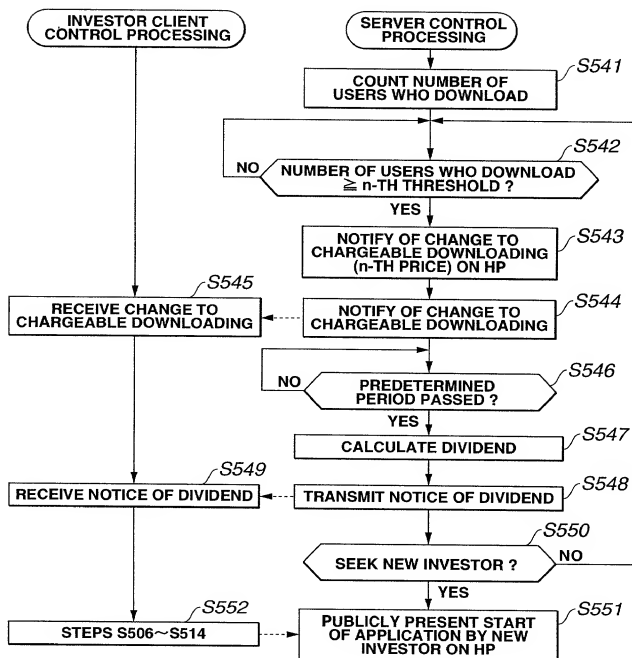 INVESTOR CLIENT
CONTROL PROCESSING
SERVER CONTROL
PROCESSING
S541
COUNT NUMBER OF
USERS WHO DOWNLOAD
S542
NO
NUMBER OF USERS WHO DOWNLOAD
≧ n-TH THRESHOLD ?
YES
S543
NOTIFY OF CHANGE TO
CHARGEABLE DOWNLOADING
(n-TH PRICE) ON HP
S545
RECEIVE CHANGE TO
CHARGEABLE DOWNLOADING
S544
NOTIFY OF CHANGE TO
CHARGEABLE DOWNLOADING
S546
NO
PREDETERMINED
PERIOD PASSED ?
YES
S547
CALCULATE DIVIDEND
S549
RECEIVE NOTICE OF DIVIDEND
S548
TRANSMIT NOTICE OF DIVIDEND
S550
SEEK NEW INVESTOR ?
NO
YES
S552
STEPS S506~S514
S551
PUBLICLY PRESENT START
OF APPLICATION BY NEW
INVESTOR ON HP